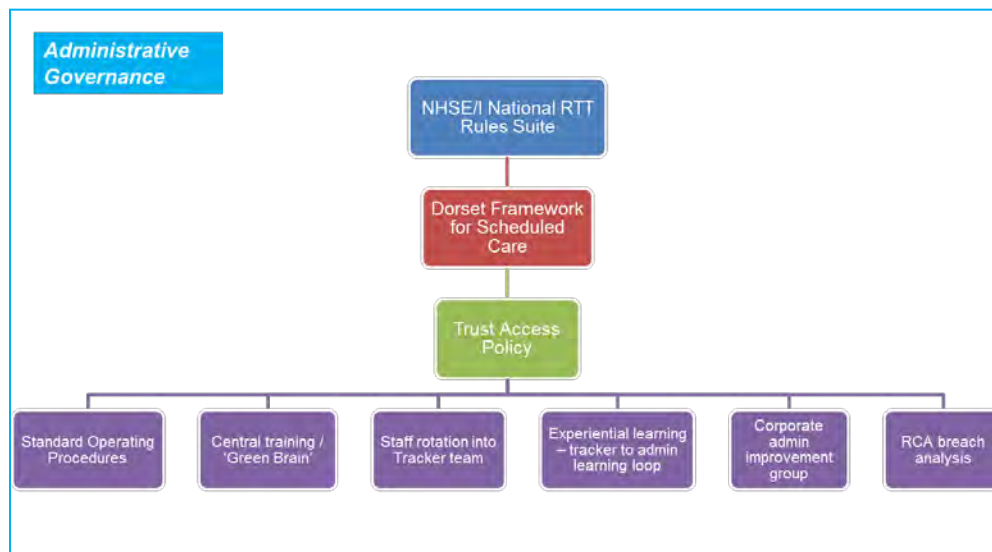 Administrative
Governance
NHSE/I National RTT
Rules Suite
Dorset Framework
for Scheduled
Care
Trust Access
Policy
Standard Operating
Procedures
Central training /
'Green Brain'
Staff rotation into
Tracker team
Experiential learning
– tracker to admin
learning loop
Corporate
admin
improvement
group
RCA breach
analysis